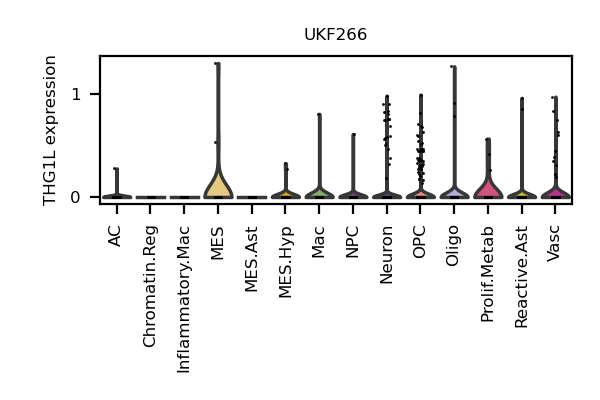 UKF266
THG1L expression
1
0
AC
Chromatin.Reg
Inflammatory.Mac
MES
MES.Ast
MES.Hyp
Mac
NPC
Neuron
OPC
Oligo
Prolif.Metab
Reactive.Ast
Vasc